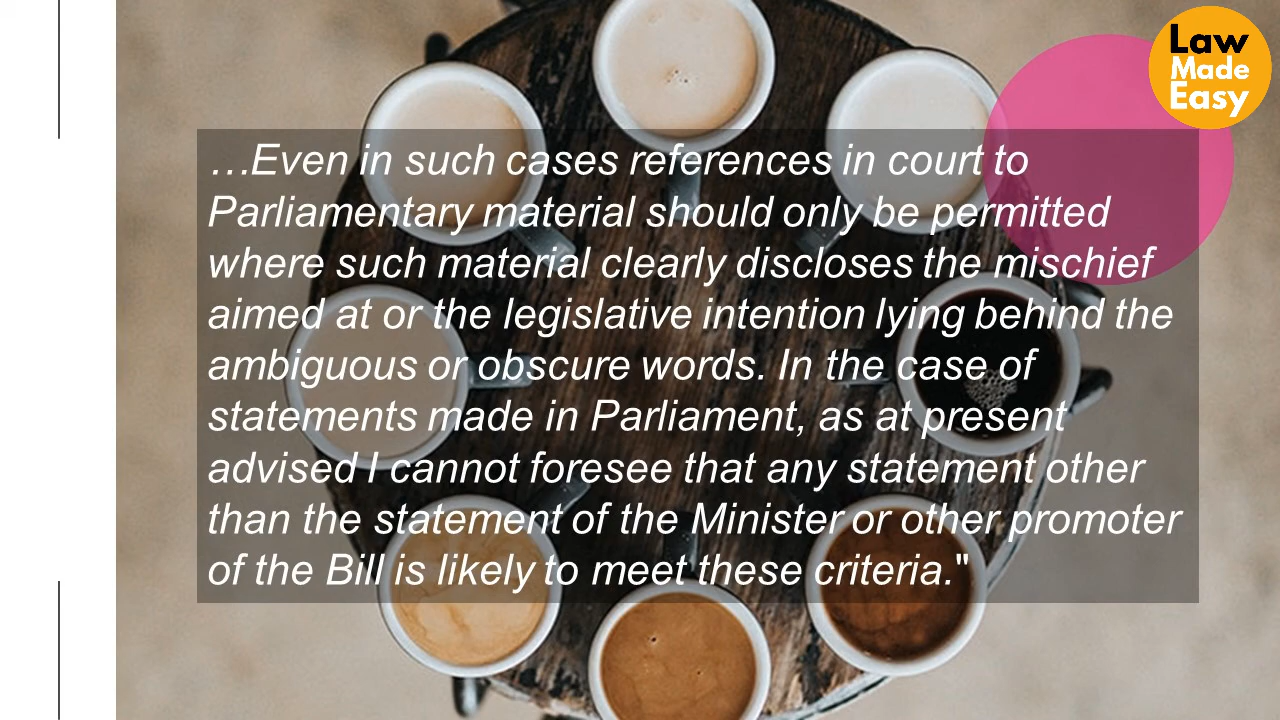 Law
Made
Easy
…Even in such cases references in court to
Parliamentary material should only be permitted
where such material clearly discloses the mischief
aimed at or the legislative intention lying behind the
ambiguous or obscure words. In the case of
statements made in Parliament, as at present
advised I cannot foresee that any statement other
than the statement of the Minister or other promoter
of the Bill is likely to meet these criteria."